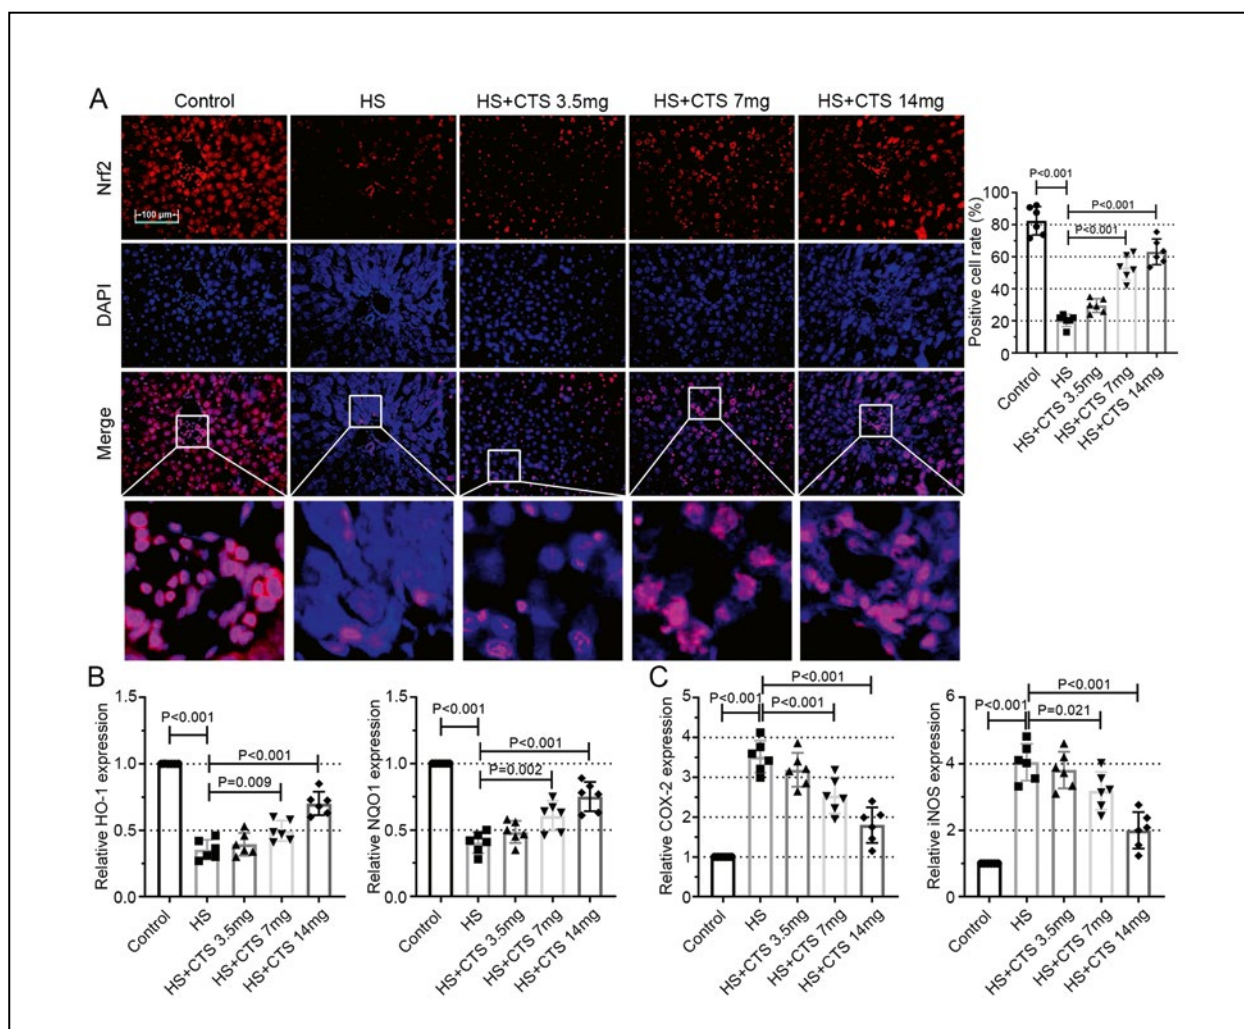 A
Control
HS
HS+CTS 3.5mg
HS+CTS 7mg
HS+CTS 14mg
Nrf2
100 µm
DAPI
Merge
Positive cell rate (%)
100
80
60
40
20
0
P<0.001
P<0.001
P<0.001
Control
HS
HS+CTS 3.5mg
HS+CTS 7mg
HS+CTS 14mg
B
Relative HO-1 expression
1.5
1.0
0.5
0.0
P<0.001
P<0.001
P=0.009
Control
HS
HS+CTS 3.5mg
HS+CTS 7mg
HS+CTS 14mg
Relative NQO1 expression
1.5
1.0
0.5
0.0
P<0.001
P<0.001
P=0.002
Control
HS
HS+CTS 3.5mg
HS+CTS 7mg
HS+CTS 14mg
C
Relative COX-2 expression
5
4
3
2
1
0
P<0.001
P<0.001
P<0.001
Control
HS
HS+CTS 3.5mg
HS+CTS 7mg
HS+CTS 14mg
Relative iNOS expression
6
4
2
0
P<0.001
P<0.001
P=0.021
Control
HS
HS+CTS 3.5mg
HS+CTS 7mg
HS+CTS 14mg